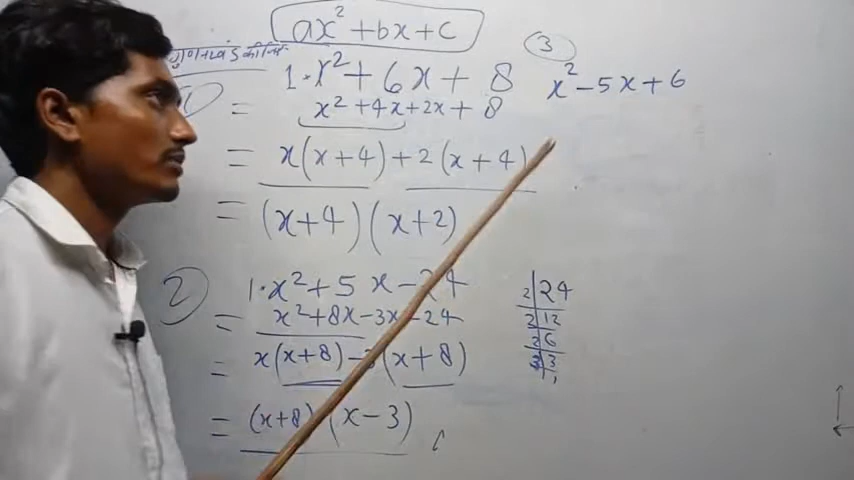 ax² + bx + c
गुणनखंड कीजिए
① 1·x² + 6x + 8
= x² + 4x + 2x + 8
= x(x+4) + 2(x+4)
= (x+4)(x+2)
② 1·x² + 5x - 24
= x² + 8x - 3x - 24
= x(x+8) - 3(x+8)
= (x+8)(x-3)
2 | 24
2 | 12
2 | 6
3 | 3
1
③
x² - 5x + 6